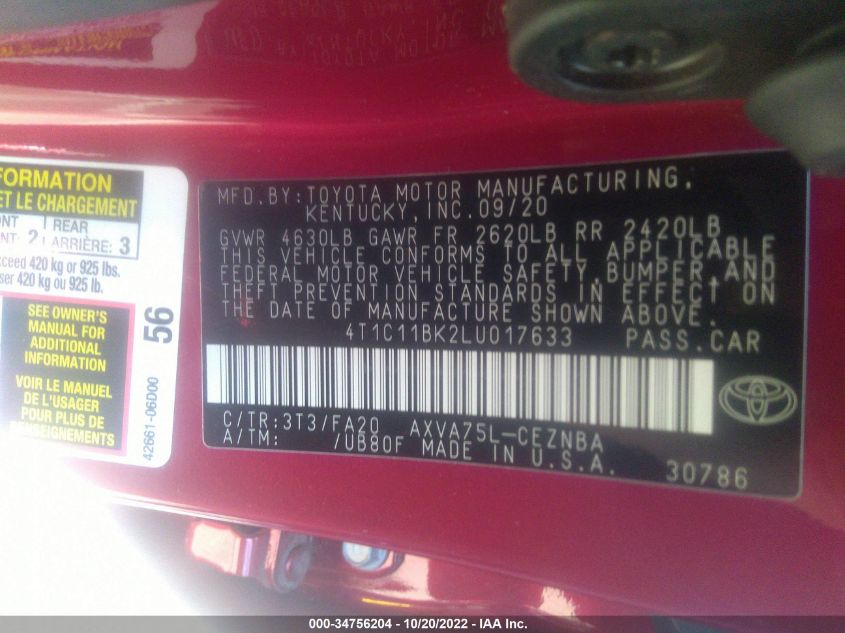 FORMATION
ET LE CHARGEMENT
REAR
2
ARRIÈRE: 3
exceed 420 kg or 925 lbs.
ser 420 kg ou 925 lb.
SEE OWNER'S
MANUAL FOR
ADDITIONAL
INFORMATION
VOIR LE MANUEL
DE L'USAGER
POUR PLUS DE
RENSEIGNEMENTS
56
42661-06D00
MFD.BY:TOYOTA MOTOR MANUFACTURING,
KENTUCKY,INC.09/20
GVWR 4630LB GAWR FR 2620LB RR 2420LB
THIS VEHICLE CONFORMS TO ALL APPLICABLE
FEDERAL MOTOR VEHICLE SAFETY,BUMPER,AND
THEFT PREVENTION STANDARDS IN EFFECT ON
THE DATE OF MANUFACTURE SHOWN ABOVE.
4T1C11BK2LU017633 PASS.CAR
C/TR:3T3/FA20 AXVA75L-CEZNBA
A/TM: /UB80F MADE IN U.S.A.
30786
000-34756204 - 10/20/2022 - IAA Inc.